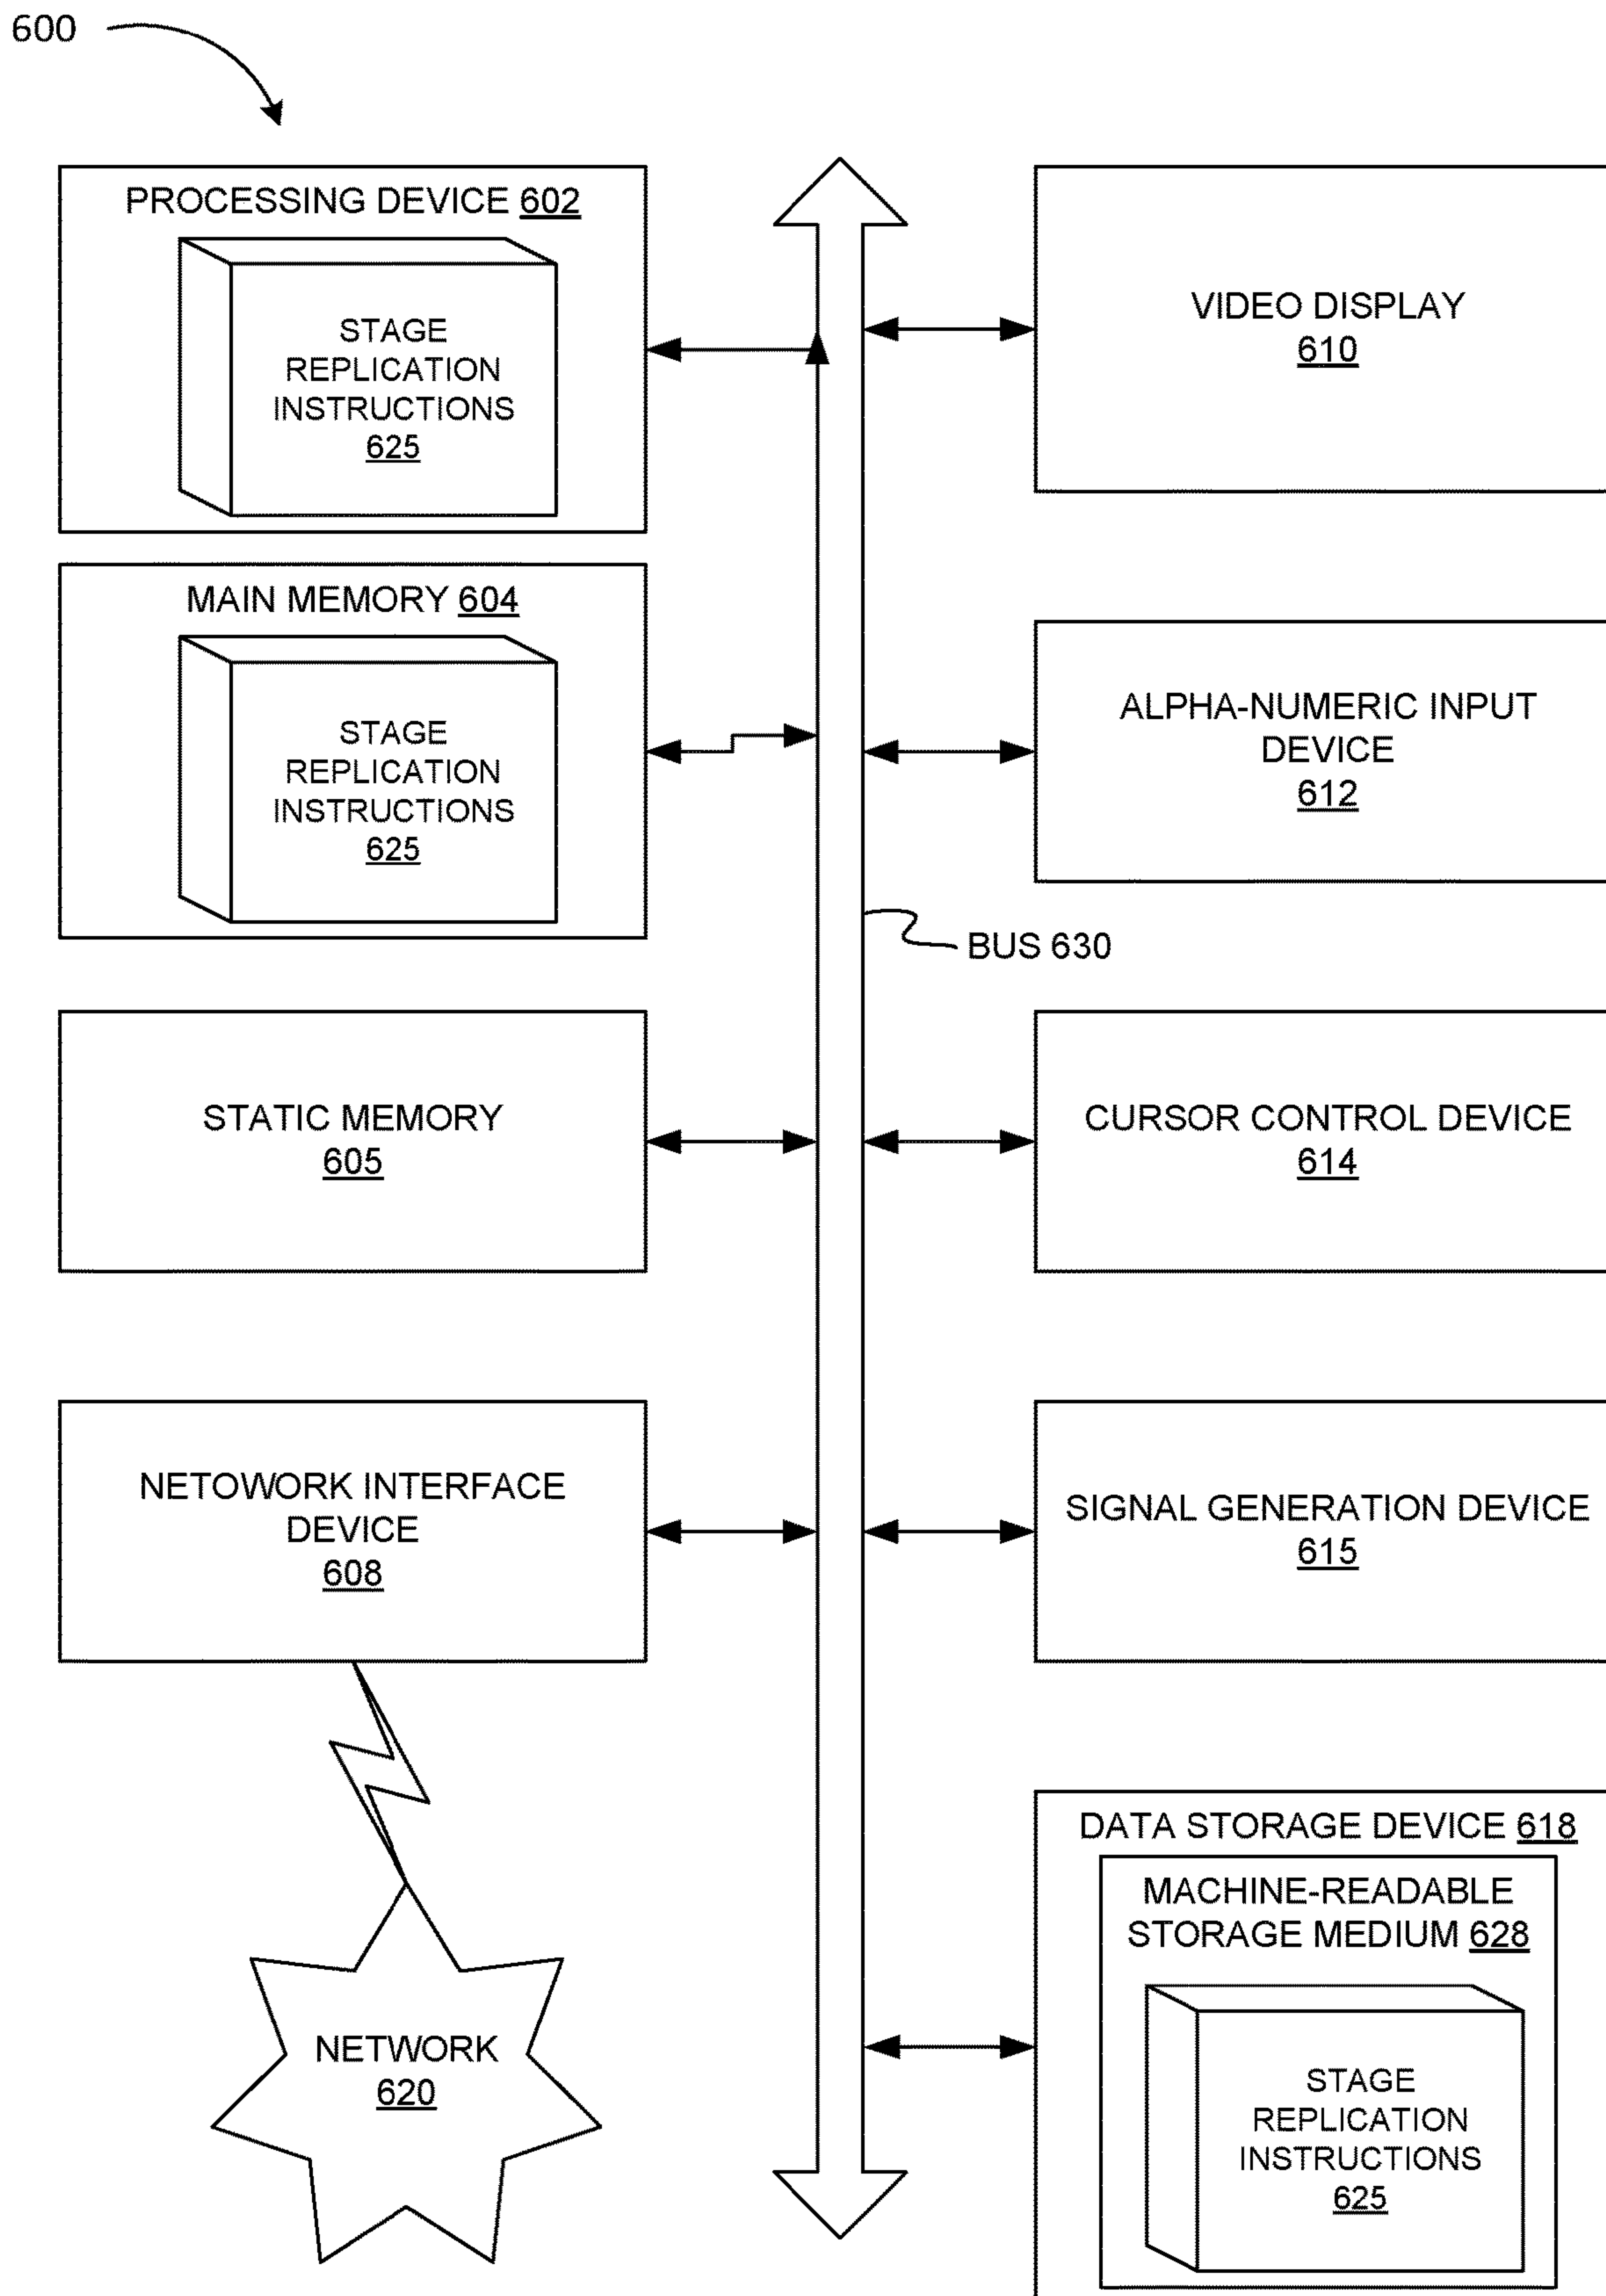 600
PROCESSING DEVICE 602
STAGE
REPLICATION
INSTRUCTIONS
625
MAIN MEMORY 604
STAGE
REPLICATION
INSTRUCTIONS
625
STATIC MEMORY
605
NETOWORK INTERFACE
DEVICE
608
NETWORK
620
VIDEO DISPLAY
610
ALPHA-NUMERIC INPUT
DEVICE
612
BUS 630
CURSOR CONTROL DEVICE
614
SIGNAL GENERATION DEVICE
615
DATA STORAGE DEVICE 618
MACHINE-READABLE
STORAGE MEDIUM 628
STAGE
REPLICATION
INSTRUCTIONS
625